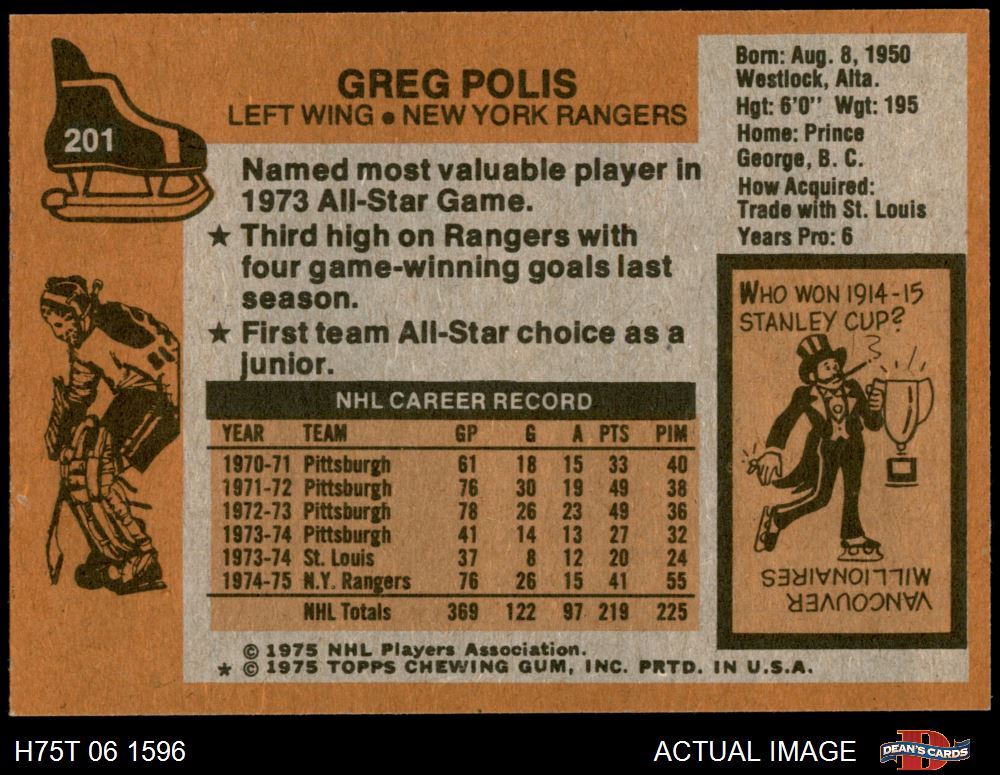 201
GREG POLIS
LEFT WING ● NEW YORK RANGERS
Named most valuable player in
1973 All-Star Game.
★ Third high on Rangers with
four game-winning goals last
season.
★ First team All-Star choice as a
junior.
NHL CAREER RECORD
YEAR TEAM GP G A PTS PIM
1970-71 Pittsburgh 61 18 15 33 40
1971-72 Pittsburgh 76 30 19 49 38
1972-73 Pittsburgh 78 26 23 49 36
1973-74 Pittsburgh 41 14 13 27 32
1973-74 St. Louis 37 8 12 20 24
1974-75 N.Y. Rangers 76 26 15 41 55
NHL Totals 369 122 97 219 225
© 1975 NHL Players Association.
★ © 1975 TOPPS CHEWING GUM, INC. PRTD. IN U.S.A.
Born: Aug. 8, 1950
Westlock, Alta.
Hgt: 6'0" Wgt: 195
Home: Prince
George, B. C.
How Acquired:
Trade with St. Louis
Years Pro: 6
WHO WON 1914-15
STANLEY CUP?
VANCOUVER
MILLIONAIRES
H75T 06 1596
ACTUAL IMAGE
D
DEAN'S CARDS